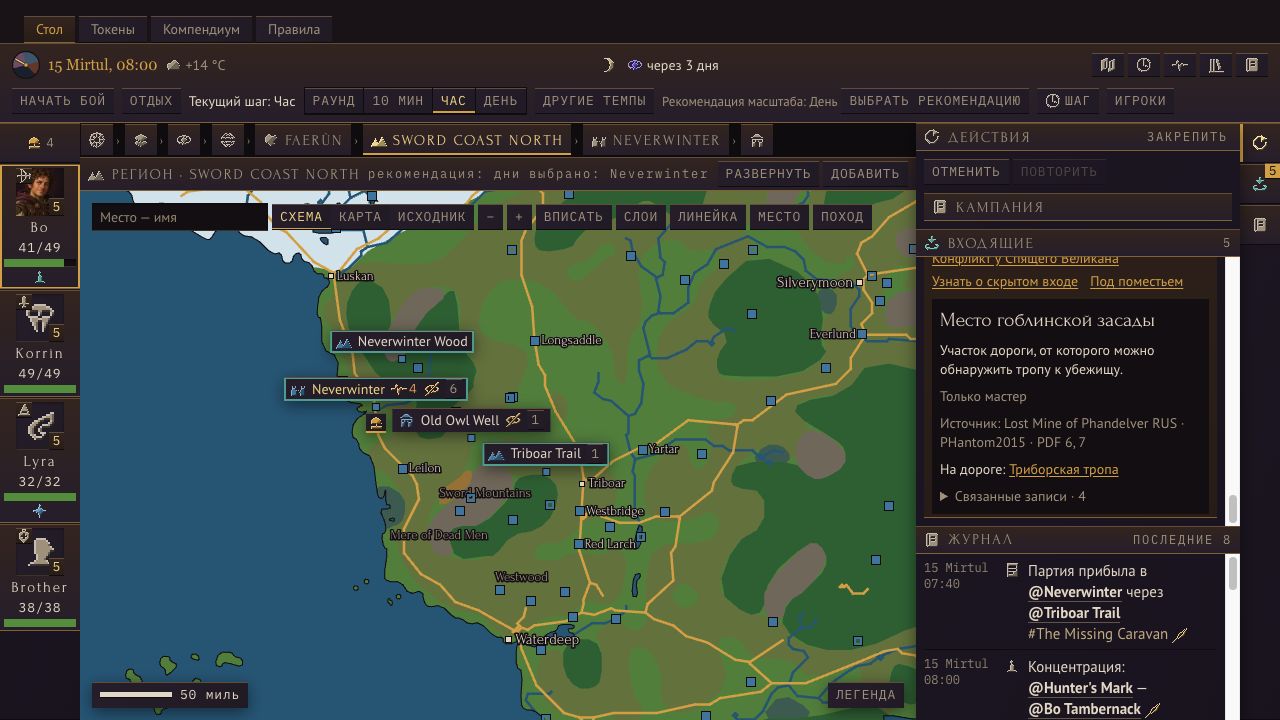 Стол Токены Компендиум Правила
15 Mirtul, 08:00 +14 °C через 3 дня
НАЧАТЬ БОЙ ОТДЫХ Текущий шаг: Час РАУНД 10 МИН ЧАС ДЕНЬ ДРУГИЕ ТЕМПЫ Рекомендация масштаба: День ВЫБРАТЬ РЕКОМЕНДАЦИЮ ШАГ ИГРОКИ
4
FAERÛN SWORD COAST NORTH NEVERWINTER
РЕГИОН · SWORD COAST NORTH рекомендация: дни выбрано: Neverwinter РАЗВЕРНУТЬ ДОБАВИТЬ
Место — имя СХЕМА КАРТА ИСХОДНИК − + ВПИСАТЬ СЛОИ ЛИНЕЙКА МЕСТО ПОХОД
5
Bo
41/49
5
Korrin
49/49
5
Lyra
32/32
5
Brother
38/38
Luskan
Silverymoon
Everlund
Neverwinter Wood
Longsaddle
Neverwinter 4 6
Old Owl Well 1
Triboar Trail 1
Yartar
Leilon
Triboar
Sword Mountains
Westbridge
Mere of Dead Men
Red Larch
Westwood
Waterdeep
50 миль
ЛЕГЕНДА
ДЕЙСТВИЯ ЗАКРЕПИТЬ
ОТМЕНИТЬ ПОВТОРИТЬ
5
КАМПАНИЯ
ВХОДЯЩИЕ 5
Конфликт у Спящего Великана
Узнать о скрытом входе Под поместьем
Место гоблинской засады
Участок дороги, от которого можно
обнаружить тропу к убежищу.
Только мастер
Источник: Lost Mine of Phandelver RUS ·
PHantom2015 · PDF 6, 7
На дороге: Триборская тропа
Связанные записи · 4
ЖУРНАЛ ПОСЛЕДНИЕ 8
15 Mirtul
07:40
Партия прибыла в
@Neverwinter через
@Triboar Trail
#The Missing Caravan
15 Mirtul
08:00
Концентрация:
@Hunter's Mark —
@Bo Tambernack